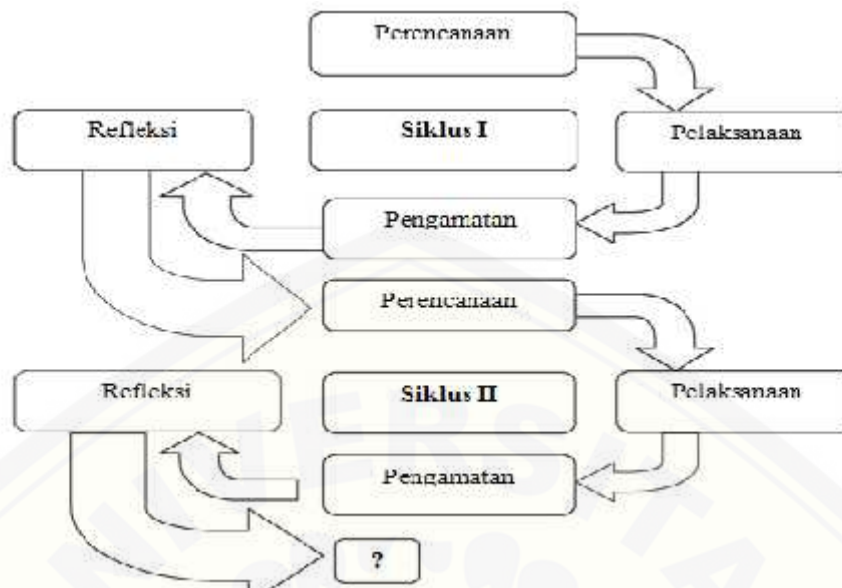 Perencanaan
Refleksi
Siklus I
Pelaksanaan
Pengamatan
Perencanaan
Refleksi
Siklus II
Pelaksanaan
Pengamatan
?